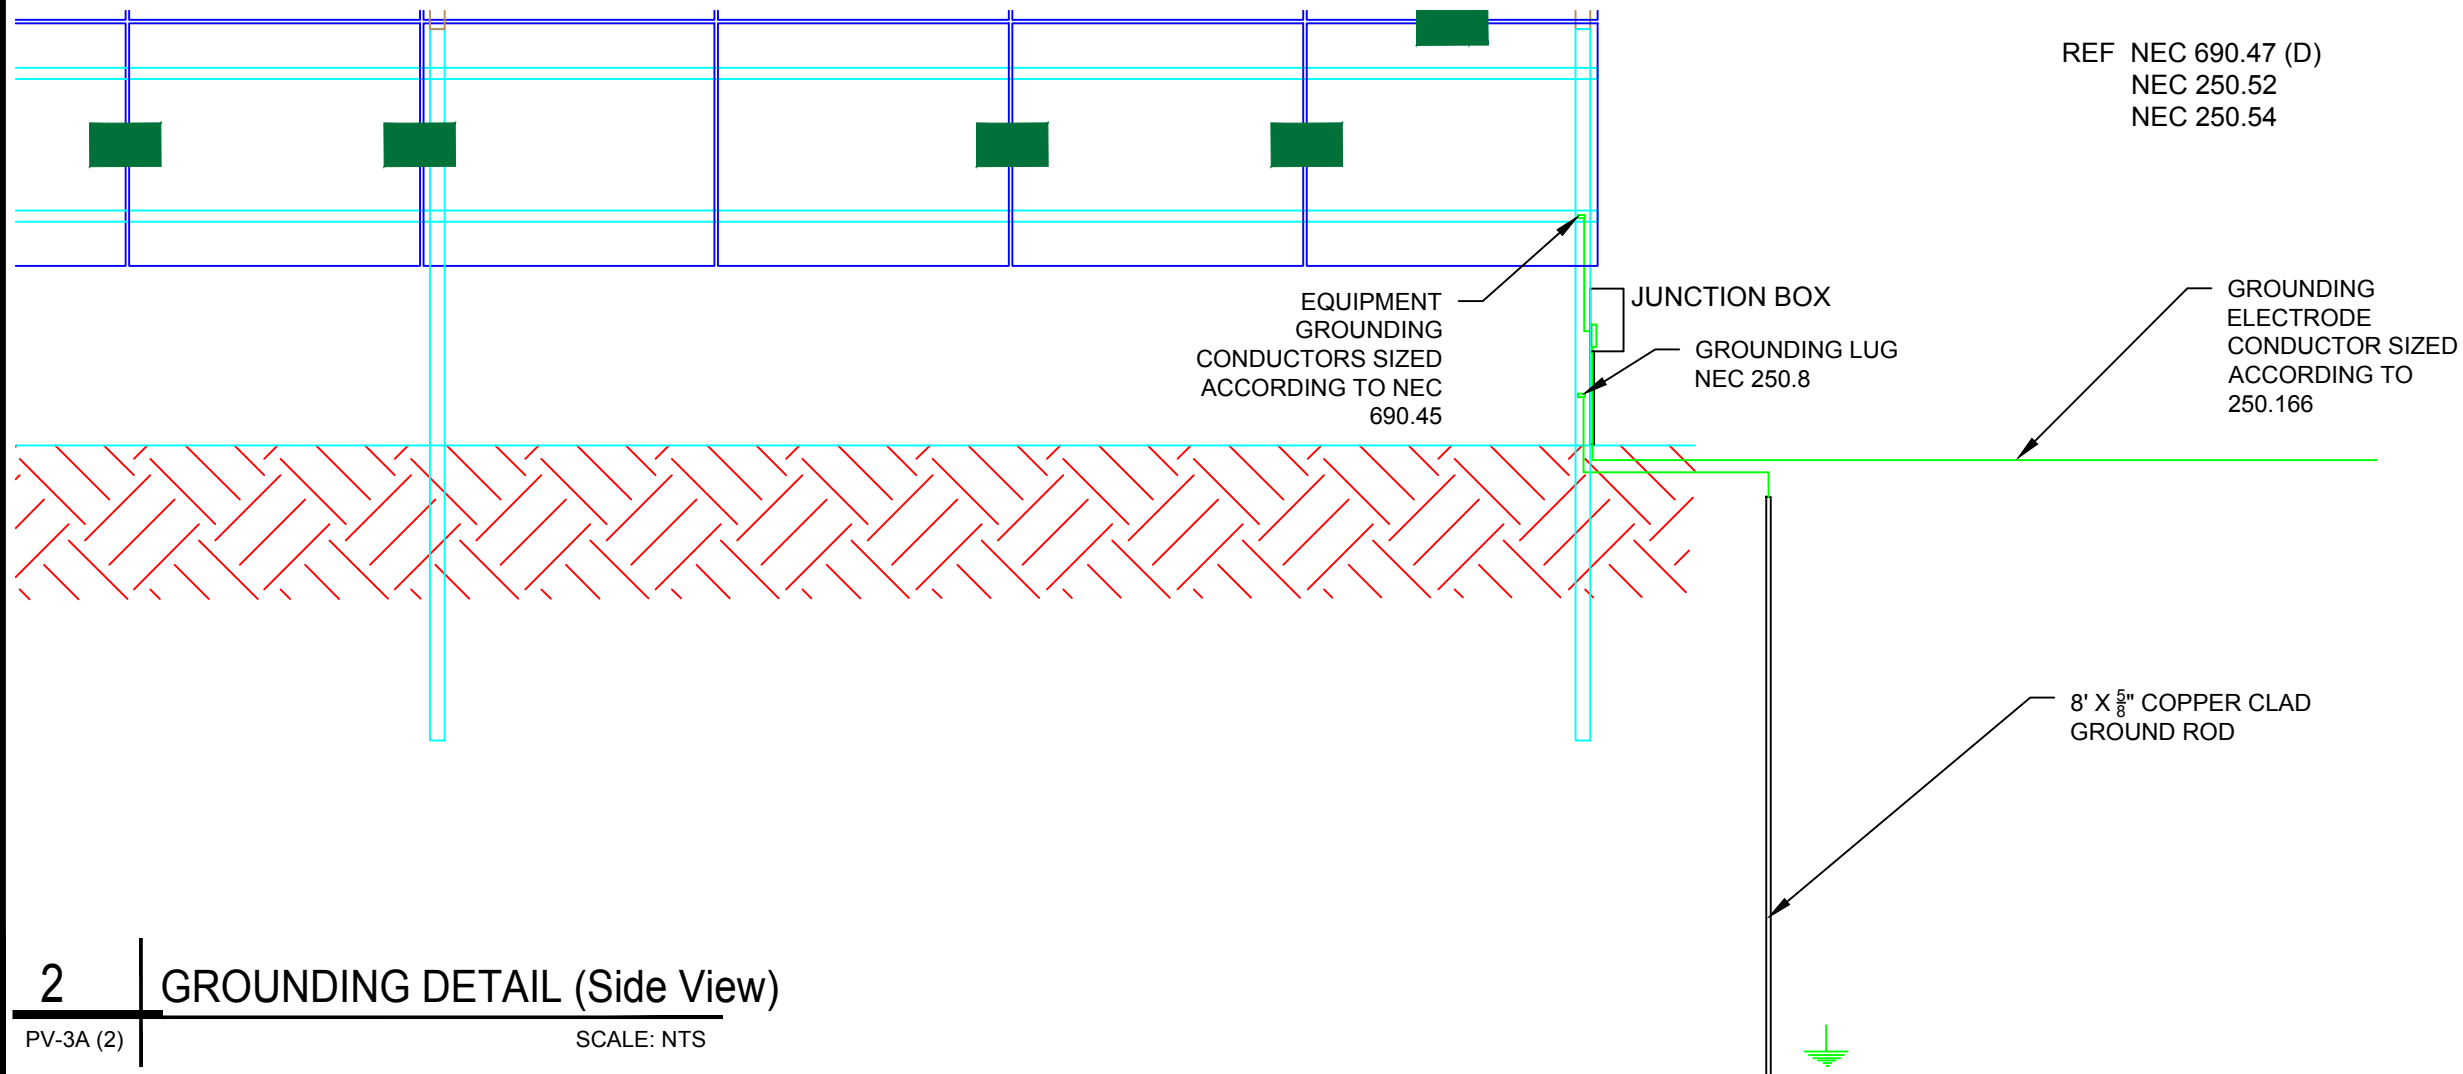 REF NEC 690.47 (D)
NEC 250.52
NEC 250.54
EQUIPMENT
GROUNDING
CONDUCTORS SIZED
ACCORDING TO NEC
690.45
JUNCTION BOX
GROUNDING LUG
NEC 250.8
GROUNDING
ELECTRODE
CONDUCTOR SIZED
ACCORDING TO
250.166
8' X 5/8" COPPER CLAD
GROUND ROD
2
GROUNDING DETAIL (Side View)
PV-3A (2)
SCALE: NTS